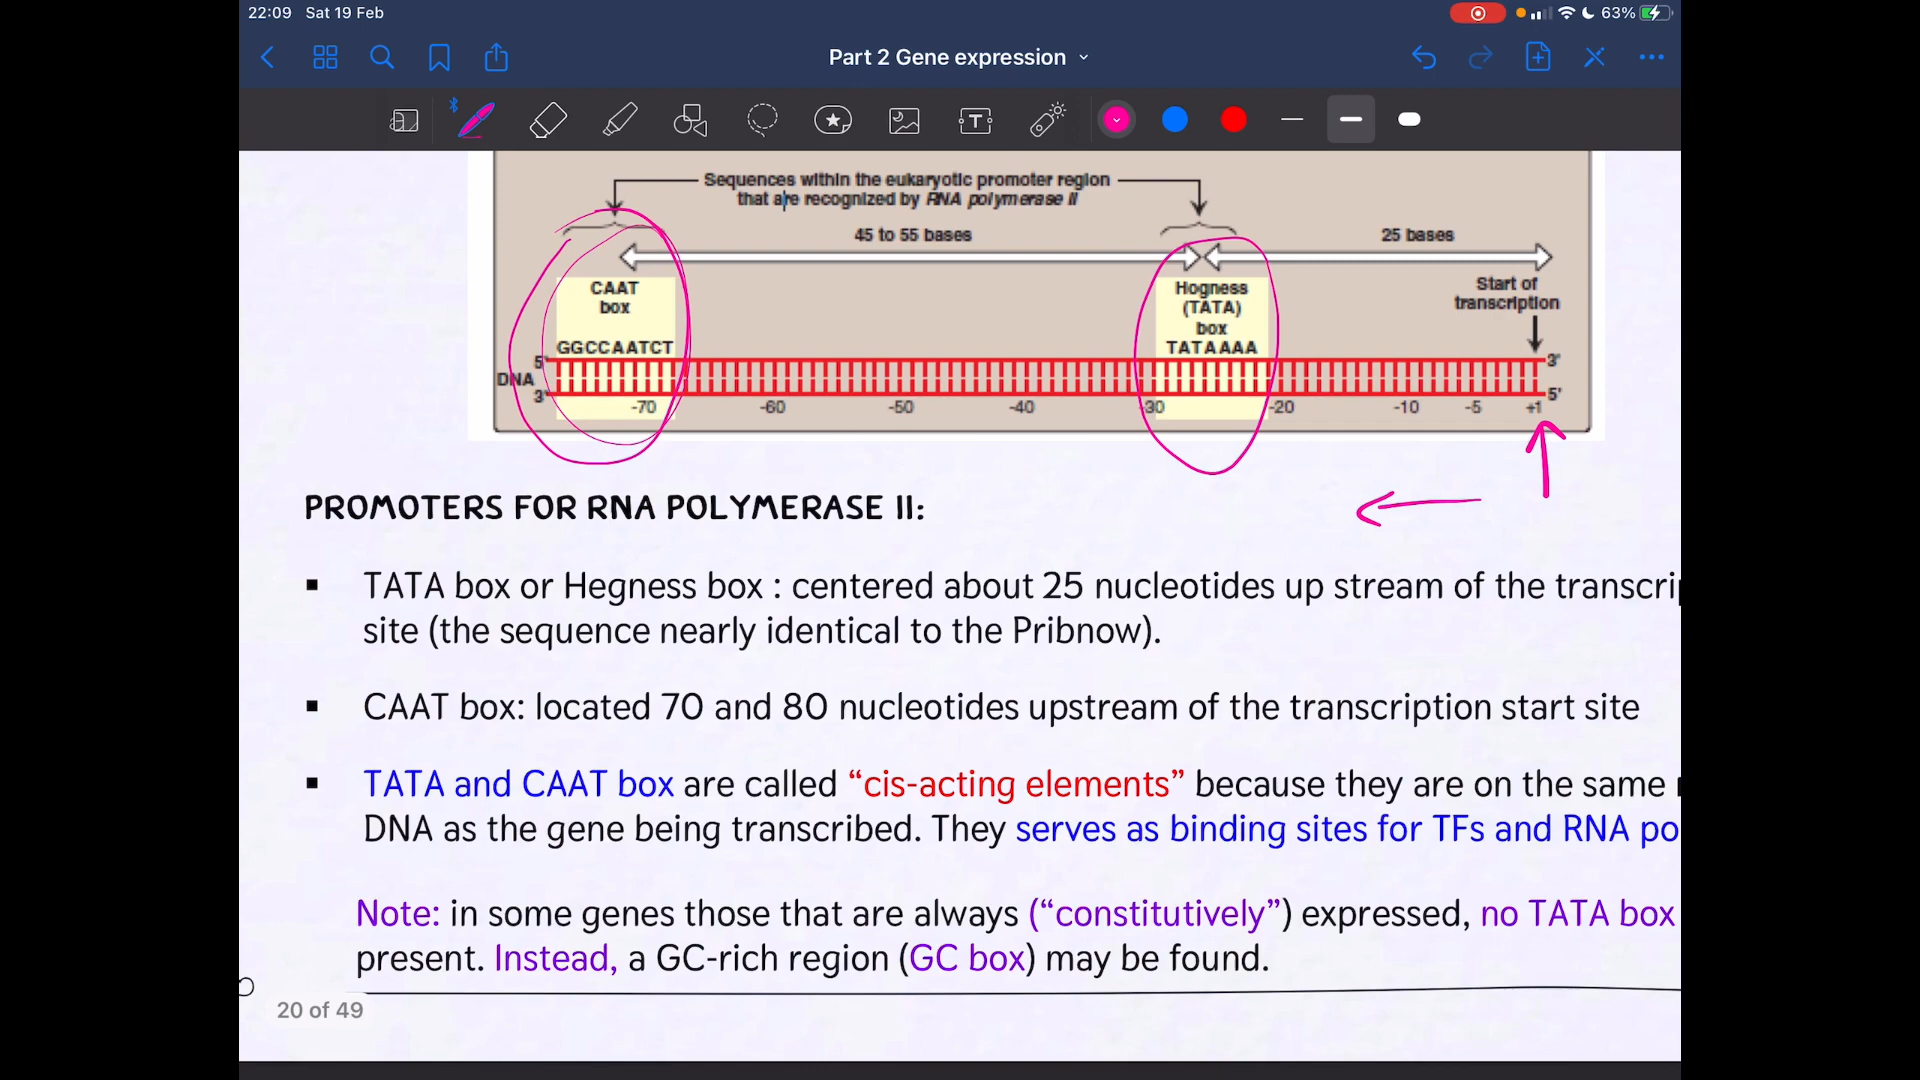 22:09 Sat 19 Feb
63%
Part 2 Gene expression
T
Sequences within the eukaryotic promoter region
that are recognized by RNA polymerase II
45 to 55 bases
25 bases
CAAT
box
GGCCAATCT
Hogness
(TATA)
box
TATAAAA
Start of
transcription
5' 3'
DNA
3' 5'
-70 -60 -50 -40 -30 -20 -10 -5 +1
PROMOTERS FOR RNA POLYMERASE II:
▪ TATA box or Hegness box : centered about 25 nucleotides up stream of the transcrip
site (the sequence nearly identical to the Pribnow).
▪ CAAT box: located 70 and 80 nucleotides upstream of the transcription start site
▪ TATA and CAAT box are called “cis-acting elements” because they are on the same
DNA as the gene being transcribed. They serves as binding sites for TFs and RNA po
Note: in some genes those that are always (“constitutively”) expressed, no TATA box
present. Instead, a GC-rich region (GC box) may be found.
20 of 49